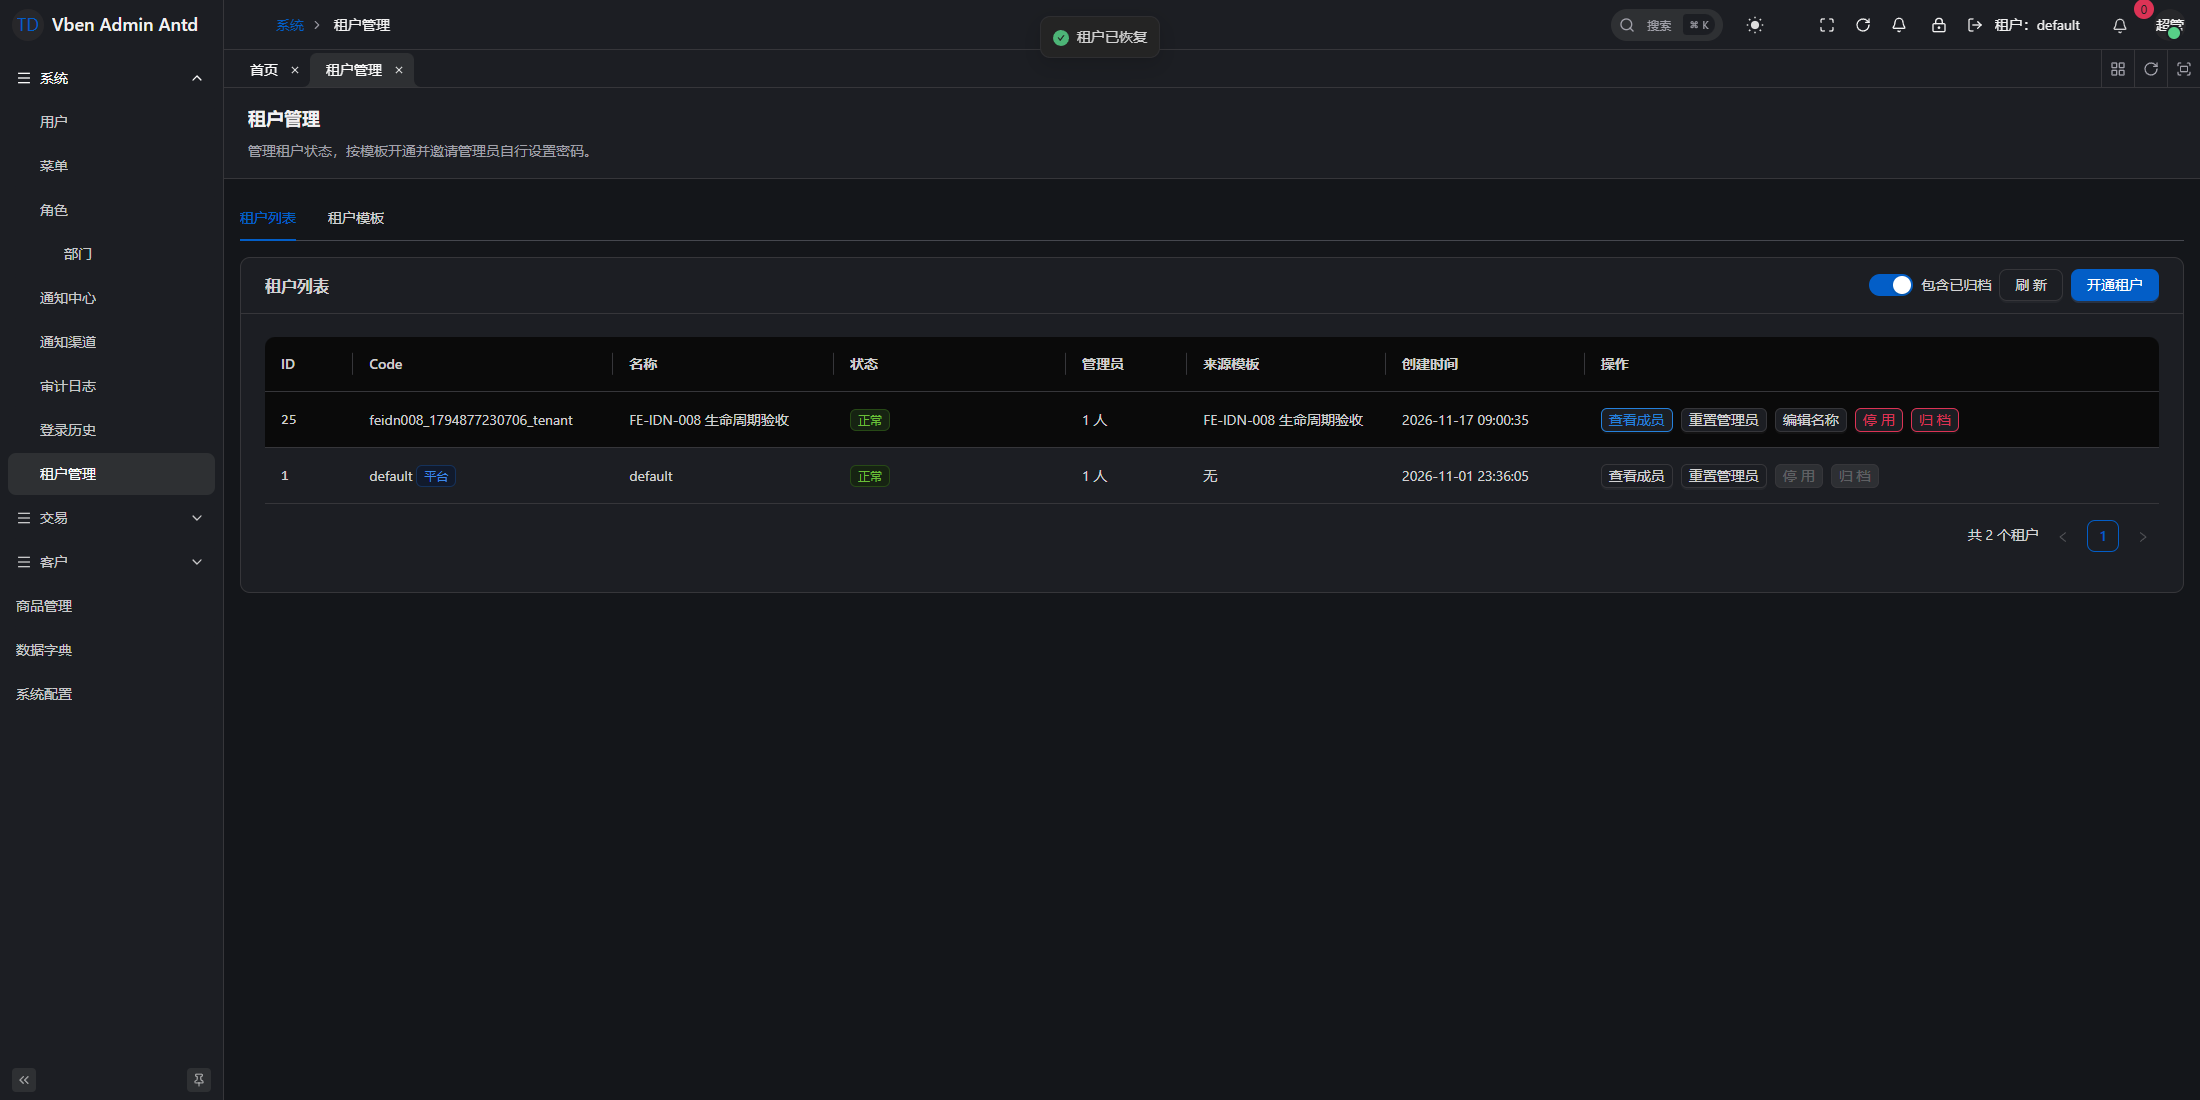 TD Vben Admin Antd
系统 > 租户管理
租户已恢复
搜索 ⌘ K
租户：default
0
超管
系统
用户
菜单
角色
部门
通知中心
通知渠道
审计日志
登录历史
租户管理
交易
客户
商品管理
数据字典
系统配置
首页 × 租户管理 ×
租户管理
管理租户状态，按模板开通并邀请管理员自行设置密码。
租户列表 租户模板
租户列表 包含已归档 刷 新 开通租户
ID Code 名称 状态 管理员 来源模板 创建时间 操作
25 feidn008_1794877230706_tenant FE-IDN-008 生命周期验收 正常 1 人 FE-IDN-008 生命周期验收 2026-11-17 09:00:35 查看成员 重置管理员 编辑名称 停 用 归 档
1 default 平台 default 正常 1 人 无 2026-11-01 23:36:05 查看成员 重置管理员 停 用 归 档
共 2 个租户 < 1 >